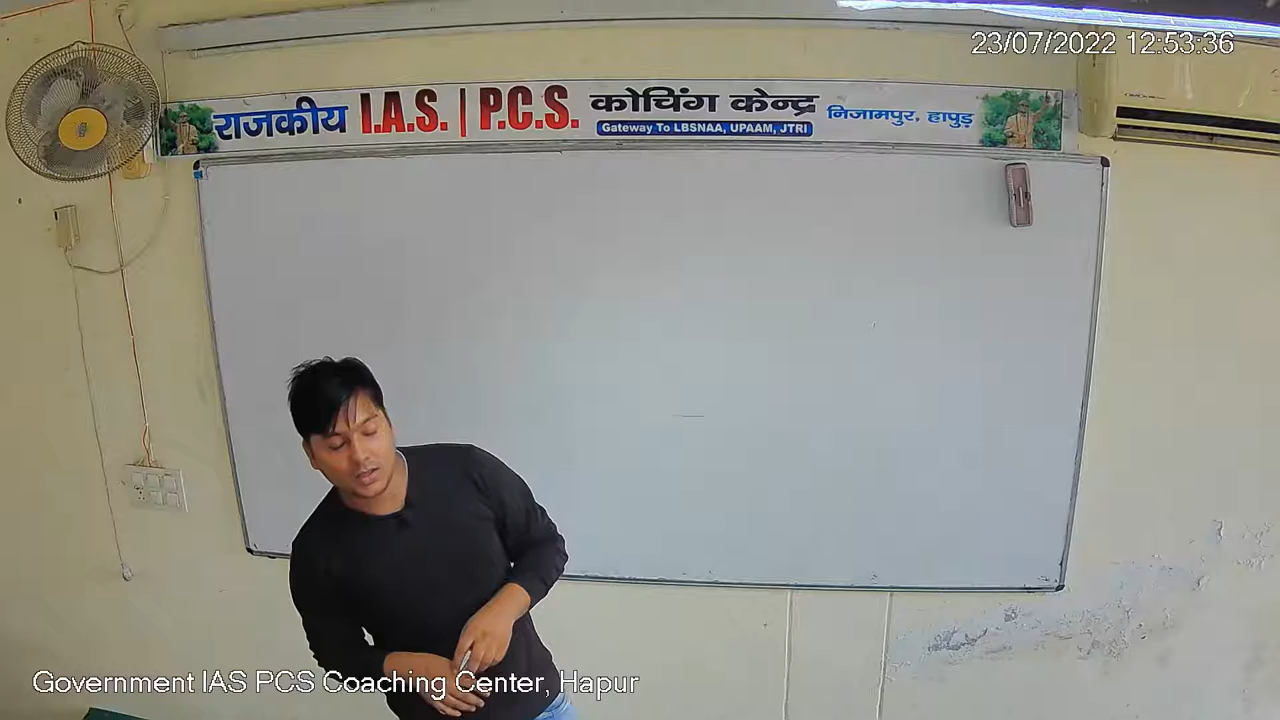 23/07/2022 12:53:36
राजकीय I.A.S. | P.C.S. कोचिंग केन्द्र निजामपुर, हापुड़
Gateway To LBSNAA, UPAAM, JTRI
Government IAS PCS Coaching Center, Hapur